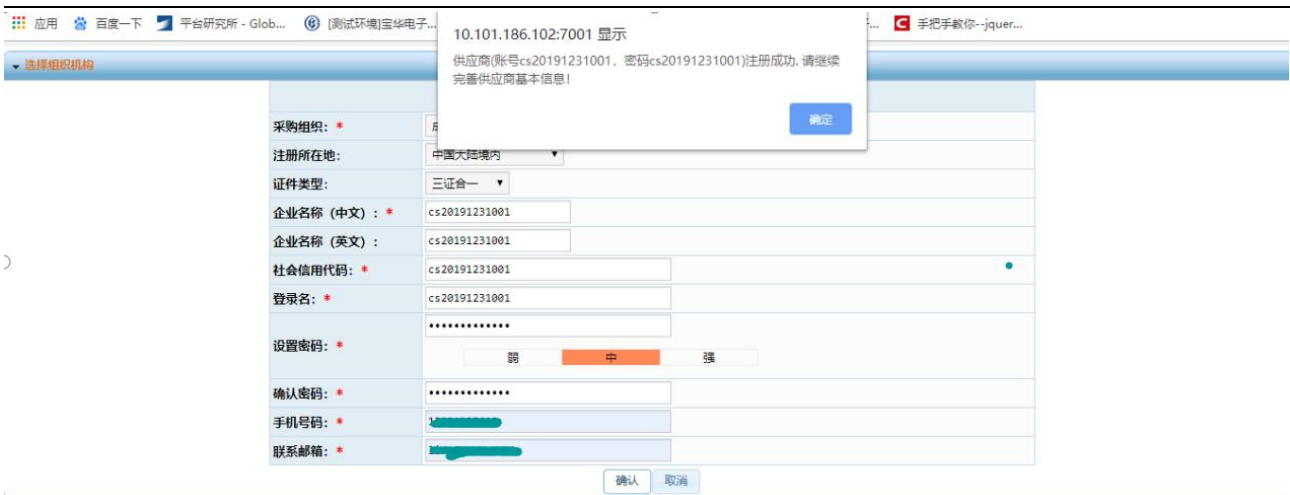 应用 百度一下 平台研究所 - Glob... [测试环境]宝华电子... 手把手教你--jquer...
10.101.186.102:7001 显示
供应商(账号cs20191231001, 密码cs20191231001)注册成功, 请继续
完善供应商基本信息!
确定
选择组织机构
采购组织: *
注册所在地: 中国大陆境内
证件类型: 三证合一
企业名称 (中文) : * cs20191231001
企业名称 (英文) : cs20191231001
社会信用代码: * cs20191231001
登录名: * cs20191231001
设置密码: * •••••••••••••
弱 中 强
确认密码: * •••••••••••••
手机号码: *
联系邮箱: *
确认 取消